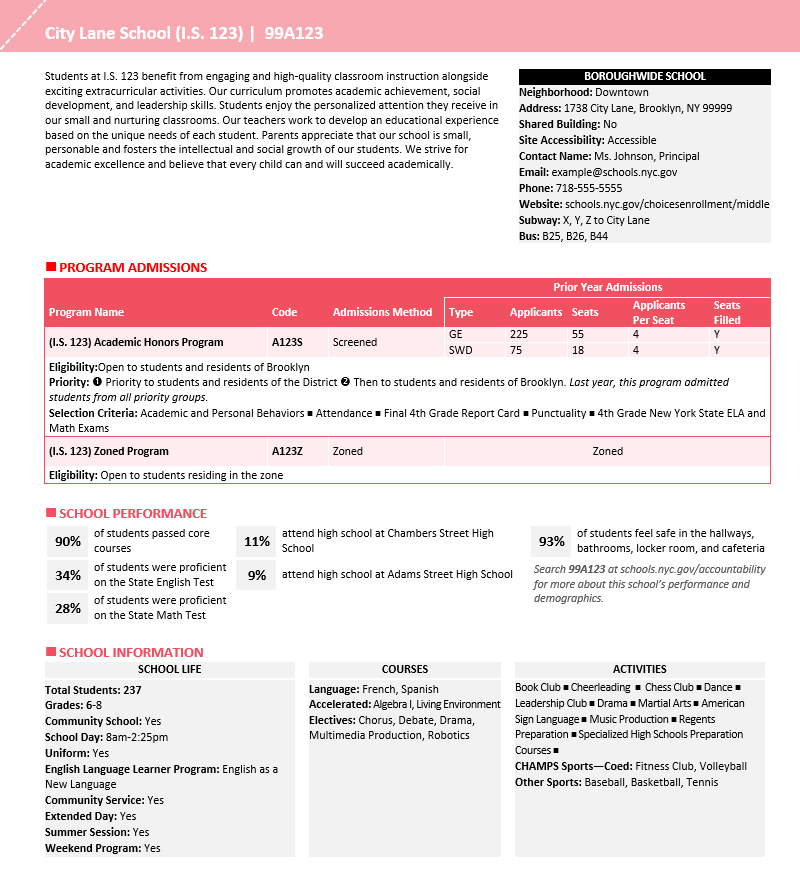 City Lane School (I.S. 123) | 99A123
Students at I.S. 123 benefit from engaging and high-quality classroom instruction alongside
exciting extracurricular activities. Our curriculum promotes academic achievement, social
development, and leadership skills. Students enjoy the personalized attention they receive in
our small and nurturing classrooms. Our teachers work to develop an educational experience
based on the unique needs of each student. Parents appreciate that our school is small,
personable and fosters the intellectual and social growth of our students. We strive for
academic excellence and believe that every child can and will succeed academically.
BOROUGHWIDE SCHOOL
Neighborhood: Downtown
Address: 1738 City Lane, Brooklyn, NY 99999
Shared Building: No
Site Accessibility: Accessible
Contact Name: Ms. Johnson, Principal
Email: example@schools.nyc.gov
Phone: 718-555-5555
Website: schools.nyc.gov/choicesenrollment/middle
Subway: X, Y, Z to City Lane
Bus: B25, B26, B44
■ PROGRAM ADMISSIONS
Prior Year Admissions
Program Name Code Admissions Method Type Applicants Seats Applicants Per Seat Seats Filled
(I.S. 123) Academic Honors Program A123S Screened
GE 225 55 4 Y
SWD 75 18 4 Y
Eligibility:Open to students and residents of Brooklyn
Priority: ❶ Priority to students and residents of the District ❷ Then to students and residents of Brooklyn. Last year, this program admitted
students from all priority groups.
Selection Criteria: Academic and Personal Behaviors ■ Attendance ■ Final 4th Grade Report Card ■ Punctuality ■ 4th Grade New York State ELA and
Math Exams
(I.S. 123) Zoned Program A123Z Zoned Zoned
Eligibility: Open to students residing in the zone
■ SCHOOL PERFORMANCE
90% of students passed core
courses
34% of students were proficient
on the State English Test
28% of students were proficient
on the State Math Test
11% attend high school at Chambers Street High
School
9% attend high school at Adams Street High School
93% of students feel safe in the hallways,
bathrooms, locker room, and cafeteria
Search 99A123 at schools.nyc.gov/accountability
for more about this school's performance and
demographics.
■ SCHOOL INFORMATION
SCHOOL LIFE
Total Students: 237
Grades: 6-8
Community School: Yes
School Day: 8am-2:25pm
Uniform: Yes
English Language Learner Program: English as a
New Language
Community Service: Yes
Extended Day: Yes
Summer Session: Yes
Weekend Program: Yes
COURSES
Language: French, Spanish
Accelerated: Algebra I, Living Environment
Electives: Chorus, Debate, Drama,
Multimedia Production, Robotics
ACTIVITIES
Book Club ■ Cheerleading ■ Chess Club ■ Dance ■
Leadership Club ■ Drama ■ Martial Arts ■ American
Sign Language ■ Music Production ■ Regents
Preparation ■ Specialized High Schools Preparation
Courses ■
CHAMPS Sports—Coed: Fitness Club, Volleyball
Other Sports: Baseball, Basketball, Tennis